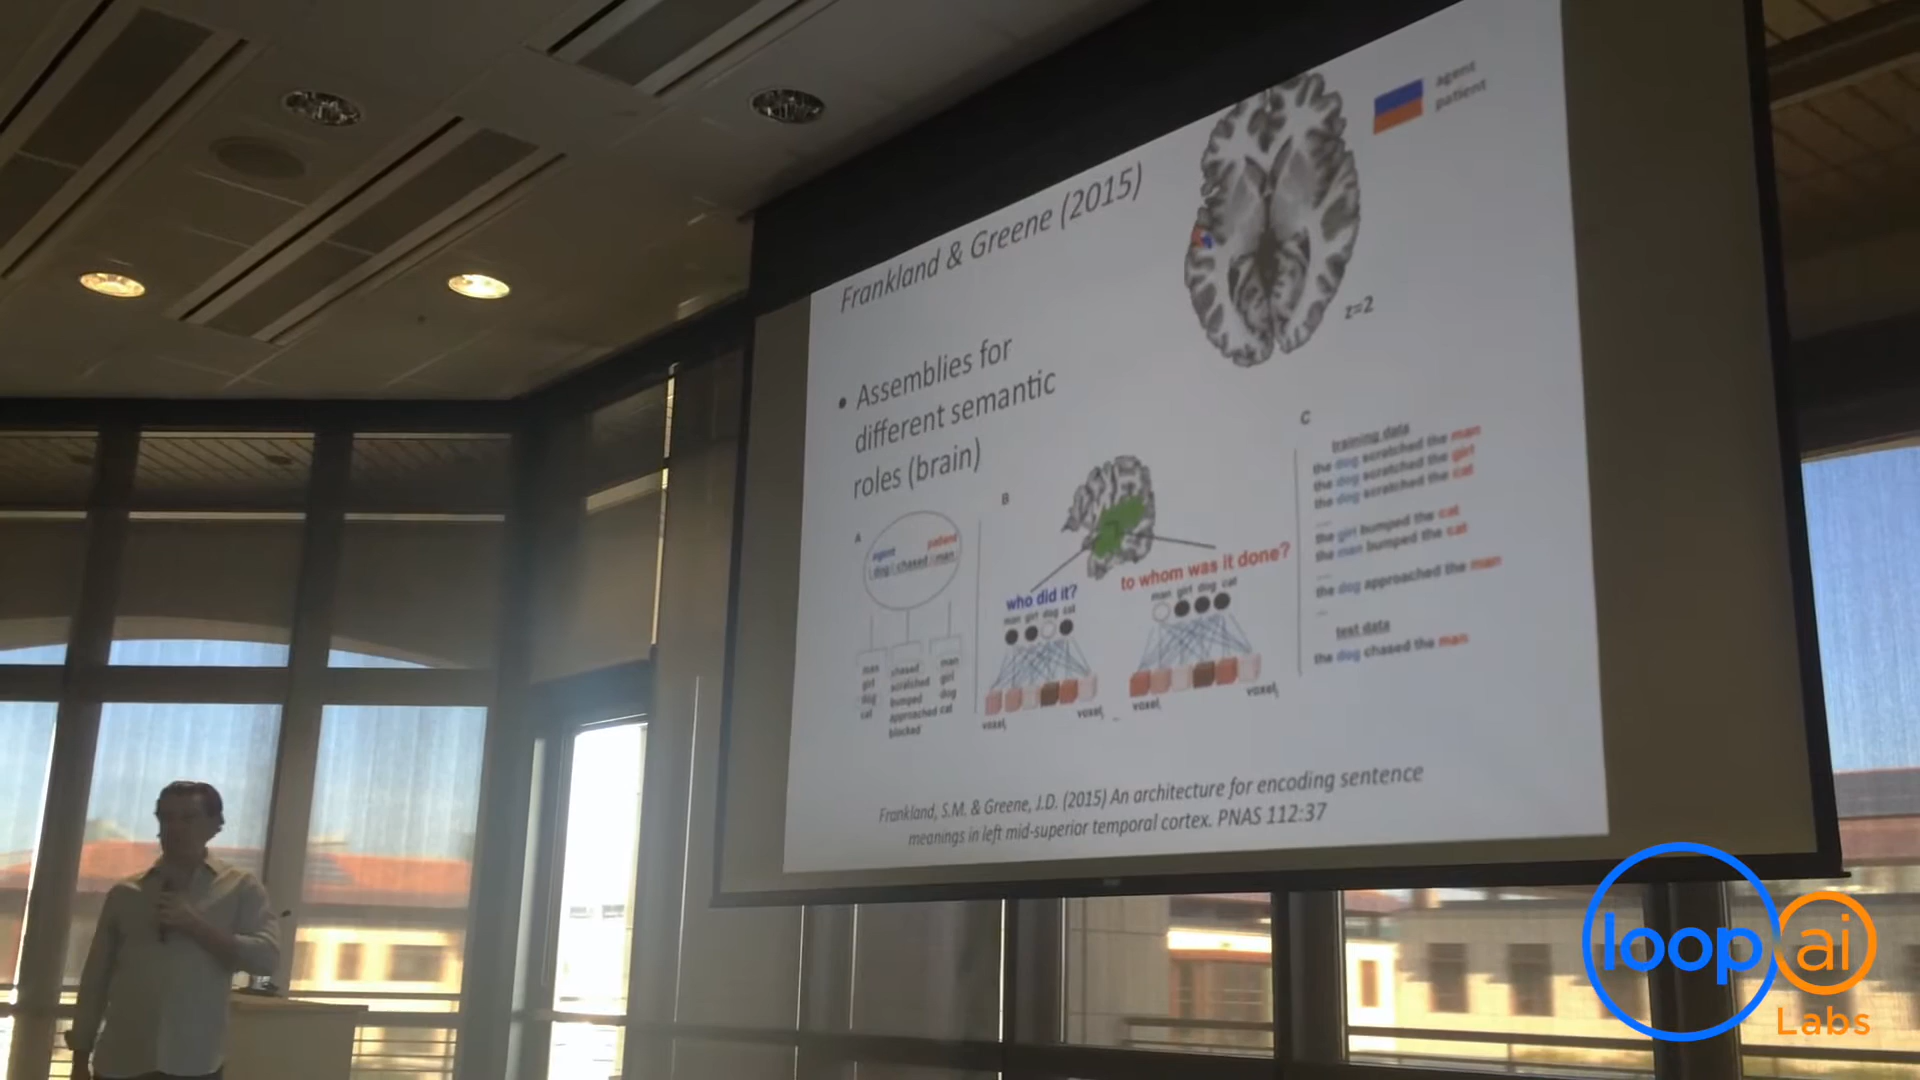 agent
patient
Frankland & Greene (2015)
z=2
• Assemblies for
different semantic
roles (brain)
A
agent patient
dog chased man
man chased man
girl scratched girl
dog bumped dog
cat approached cat
blocked
B
who did it?
man girl dog cat
voxel voxel
to whom was it done?
man girl dog cat
voxel voxel
C
training data
the dog scratched the man
the dog scratched the girl
the dog scratched the cat
....
the girl bumped the cat
the man bumped the cat
....
the dog approached the man
...
test data
the dog chased the man
Frankland, S.M. & Greene, J.D. (2015) An architecture for encoding sentence
meanings in left mid-superior temporal cortex. PNAS 112:37
loop ai
Labs